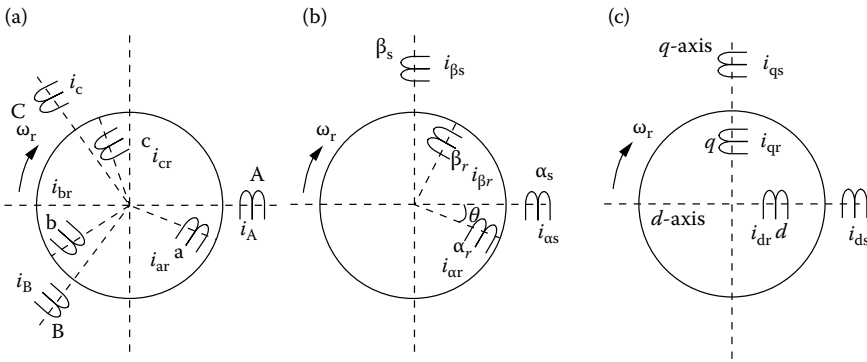 (a)
C
i_c
ω_r
c
i_cr
i_br
A
b
a
i_A
i_ar
i_B
B
(b)
β_s
i_βs
ω_r
β_r
i_βr
α_s
θ
α_r
i_αs
i_αr
(c)
q-axis
i_qs
ω_r
q
i_qr
d-axis
i_dr
d
i_ds